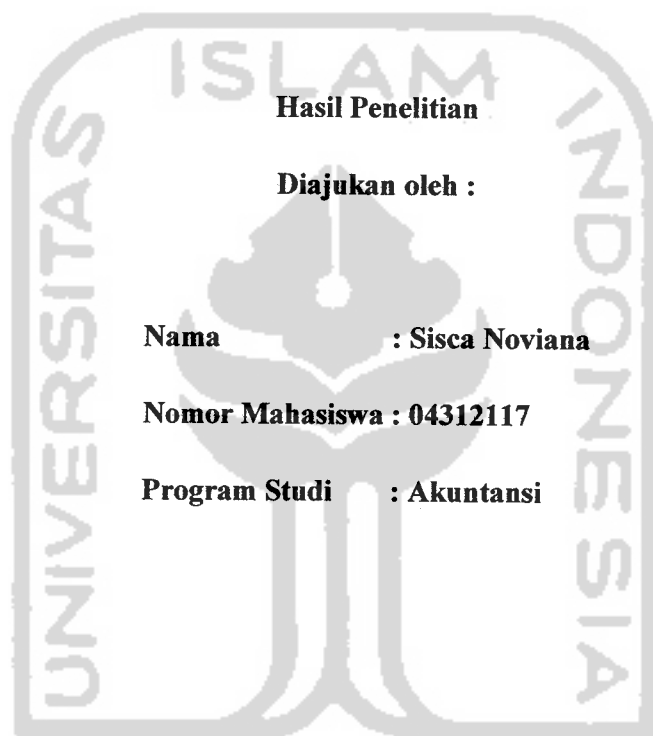 UNIVERSITAS ISLAM INDONESIA
Hasil Penelitian
Diajukan oleh :
Nama : Sisca Noviana
Nomor Mahasiswa : 04312117
Program Studi : Akuntansi